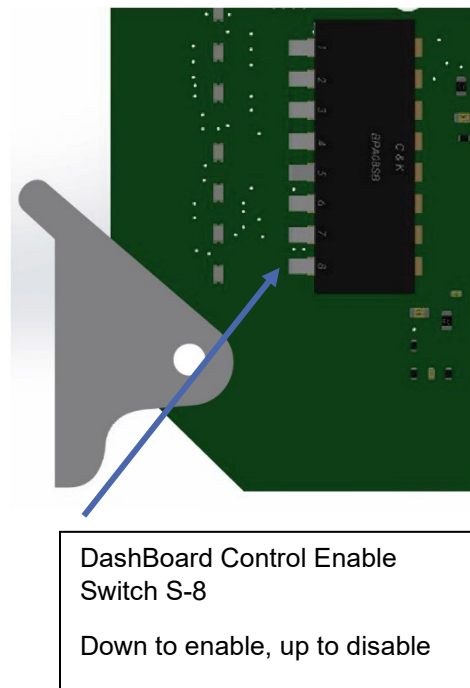 1
2
3
4
5
6
7
8
C & K
BPA08SB
DashBoard Control Enable
Switch S-8
Down to enable, up to disable